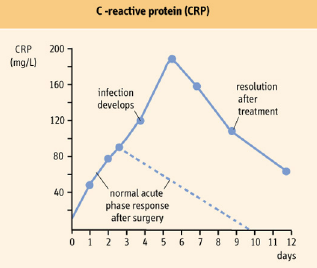 C -reactive protein (CRP)
CRP
(mg/L)
200
160
120
80
40
infection
develops
resolution
after
treatment
normal acute
phase response
after surgery
0 1 2 3 4 5 6 7 8 9 10 11 12
days